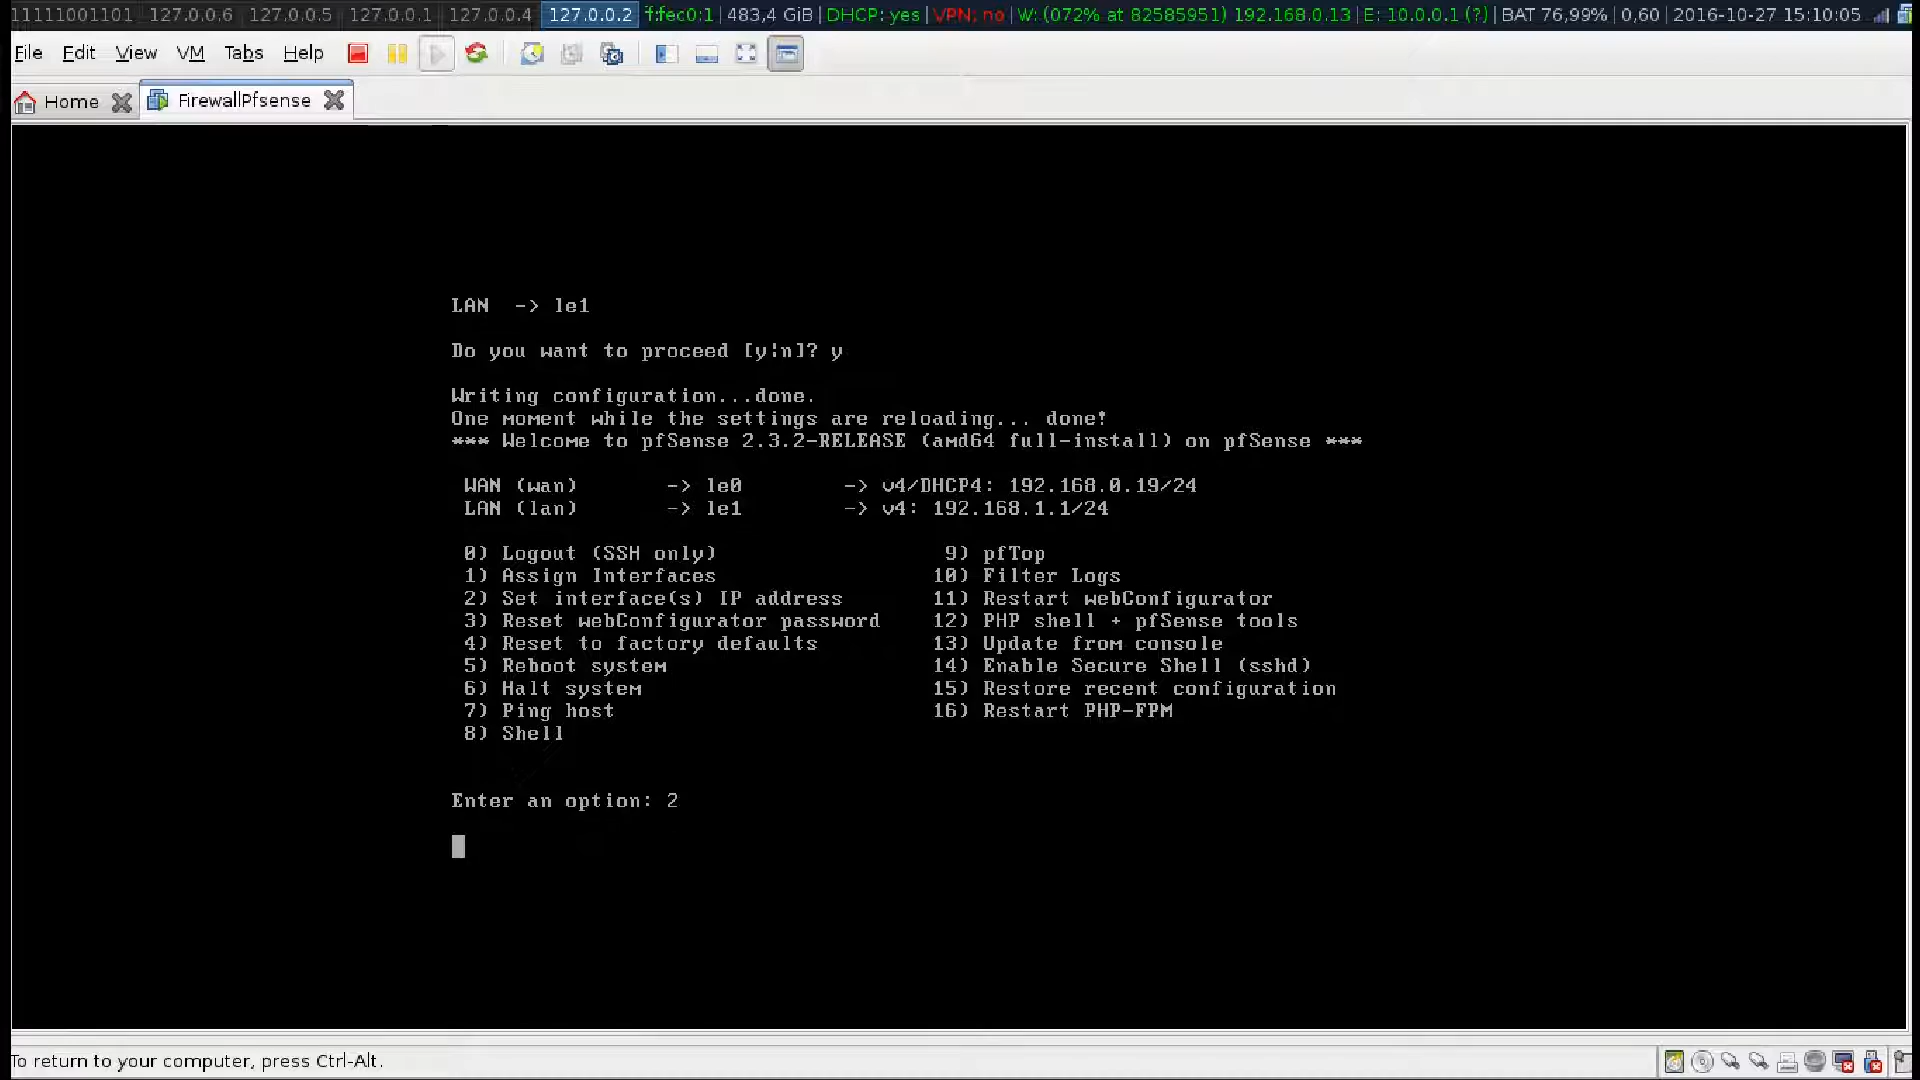 11111001101 127.0.0.6 127.0.0.5 127.0.0.1 127.0.0.4 127.0.0.2 f:fec0:1 | 483,4 GiB | DHCP: yes | VPN: no | W: (072% at 82585951) 192.168.0.13 | E: 10.0.0.1 (?) | BAT 76,99% | 0,60 | 2016-10-27 15:10:05
File Edit View VM Tabs Help
Home FirewallPfsense
LAN -> le1
Do you want to proceed [y|n]? y
Writing configuration...done.
One moment while the settings are reloading... done!
*** Welcome to pfSense 2.3.2-RELEASE (amd64 full-install) on pfSense ***
WAN (wan) -> le0 -> v4/DHCP4: 192.168.0.19/24
LAN (lan) -> le1 -> v4: 192.168.1.1/24
0) Logout (SSH only) 9) pfTop
1) Assign Interfaces 10) Filter Logs
2) Set interface(s) IP address 11) Restart webConfigurator
3) Reset webConfigurator password 12) PHP shell + pfSense tools
4) Reset to factory defaults 13) Update from console
5) Reboot system 14) Enable Secure Shell (sshd)
6) Halt system 15) Restore recent configuration
7) Ping host 16) Restart PHP-FPM
8) Shell
Enter an option: 2
To return to your computer, press Ctrl-Alt.